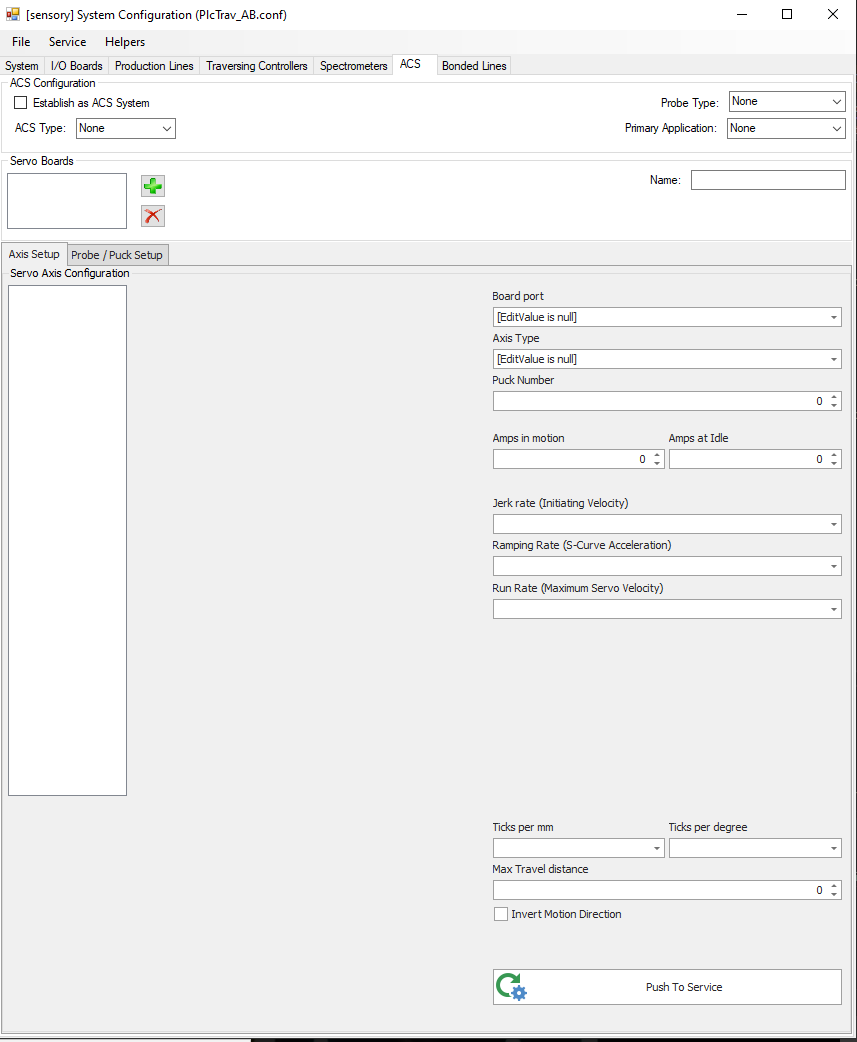 [sensory] System Configuration (PlcTrav_AB.conf)
File Service Helpers
System I/O Boards Production Lines Traversing Controllers Spectrometers ACS Bonded Lines
ACS Configuration
Establish as ACS System
Probe Type: None
ACS Type: None
Primary Application: None
Servo Boards
Name:
Axis Setup Probe / Puck Setup
Servo Axis Configuration
Board port
[EditValue is null]
Axis Type
[EditValue is null]
Puck Number
0
Amps in motion Amps at Idle
0 0
Jerk rate (Initiating Velocity)
Ramping Rate (S-Curve Acceleration)
Run Rate (Maximum Servo Velocity)
Ticks per mm Ticks per degree
Max Travel distance
0
Invert Motion Direction
Push To Service